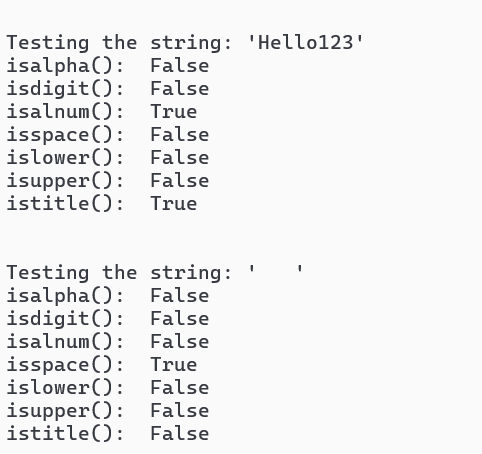 Testing the string: 'Hello123'
isalpha():  False
isdigit():  False
isalnum():  True
isspace():  False
islower():  False
isupper():  False
istitle():  True
Testing the string: '   '
isalpha():  False
isdigit():  False
isalnum():  False
isspace():  True
islower():  False
isupper():  False
istitle():  False